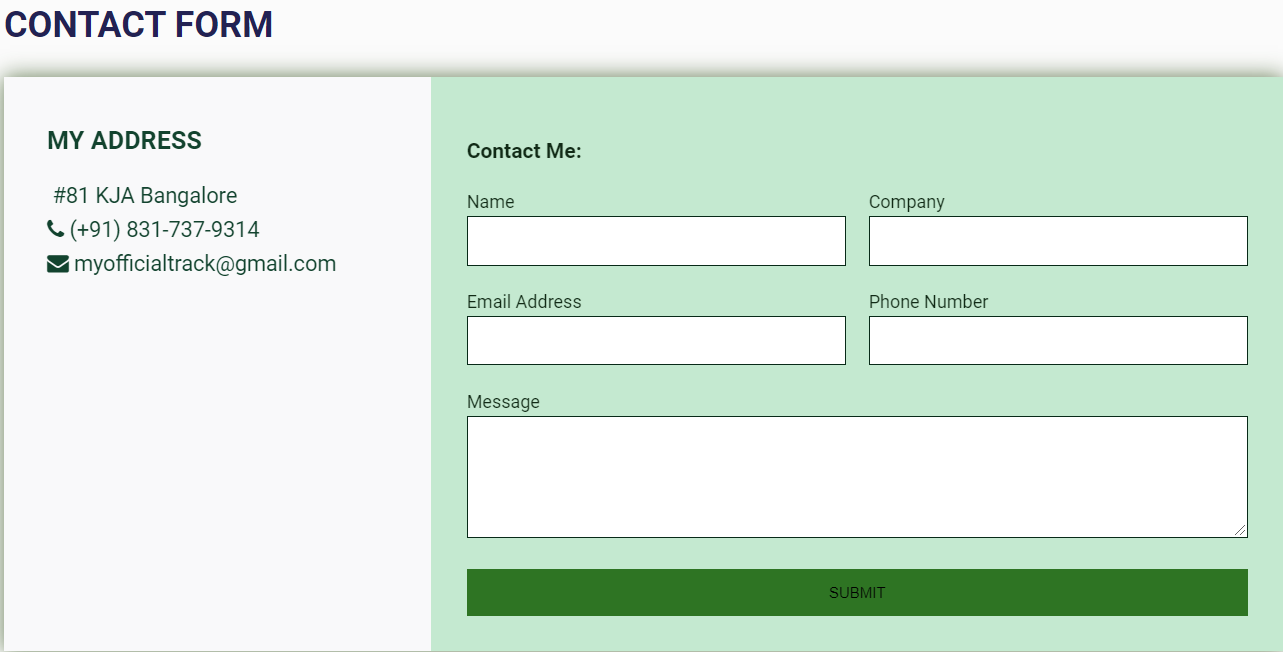 CONTACT FORM
MY ADDRESS
#81 KJA Bangalore
(+91) 831-737-9314
myofficialtrack@gmail.com
Contact Me:
Name
Company
Email Address
Phone Number
Message
SUBMIT